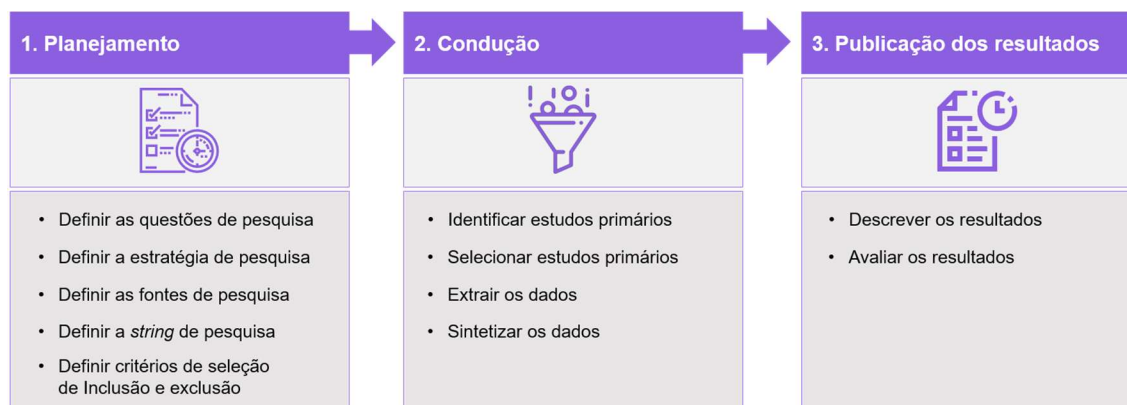 1. Planejamento
• Definir as questões de pesquisa
• Definir a estratégia de pesquisa
• Definir as fontes de pesquisa
• Definir a string de pesquisa
• Definir critérios de seleção
de Inclusão e exclusão
2. Condução
• Identificar estudos primários
• Selecionar estudos primários
• Extrair os dados
• Sintetizar os dados
3. Publicação dos resultados
• Descrever os resultados
• Avaliar os resultados